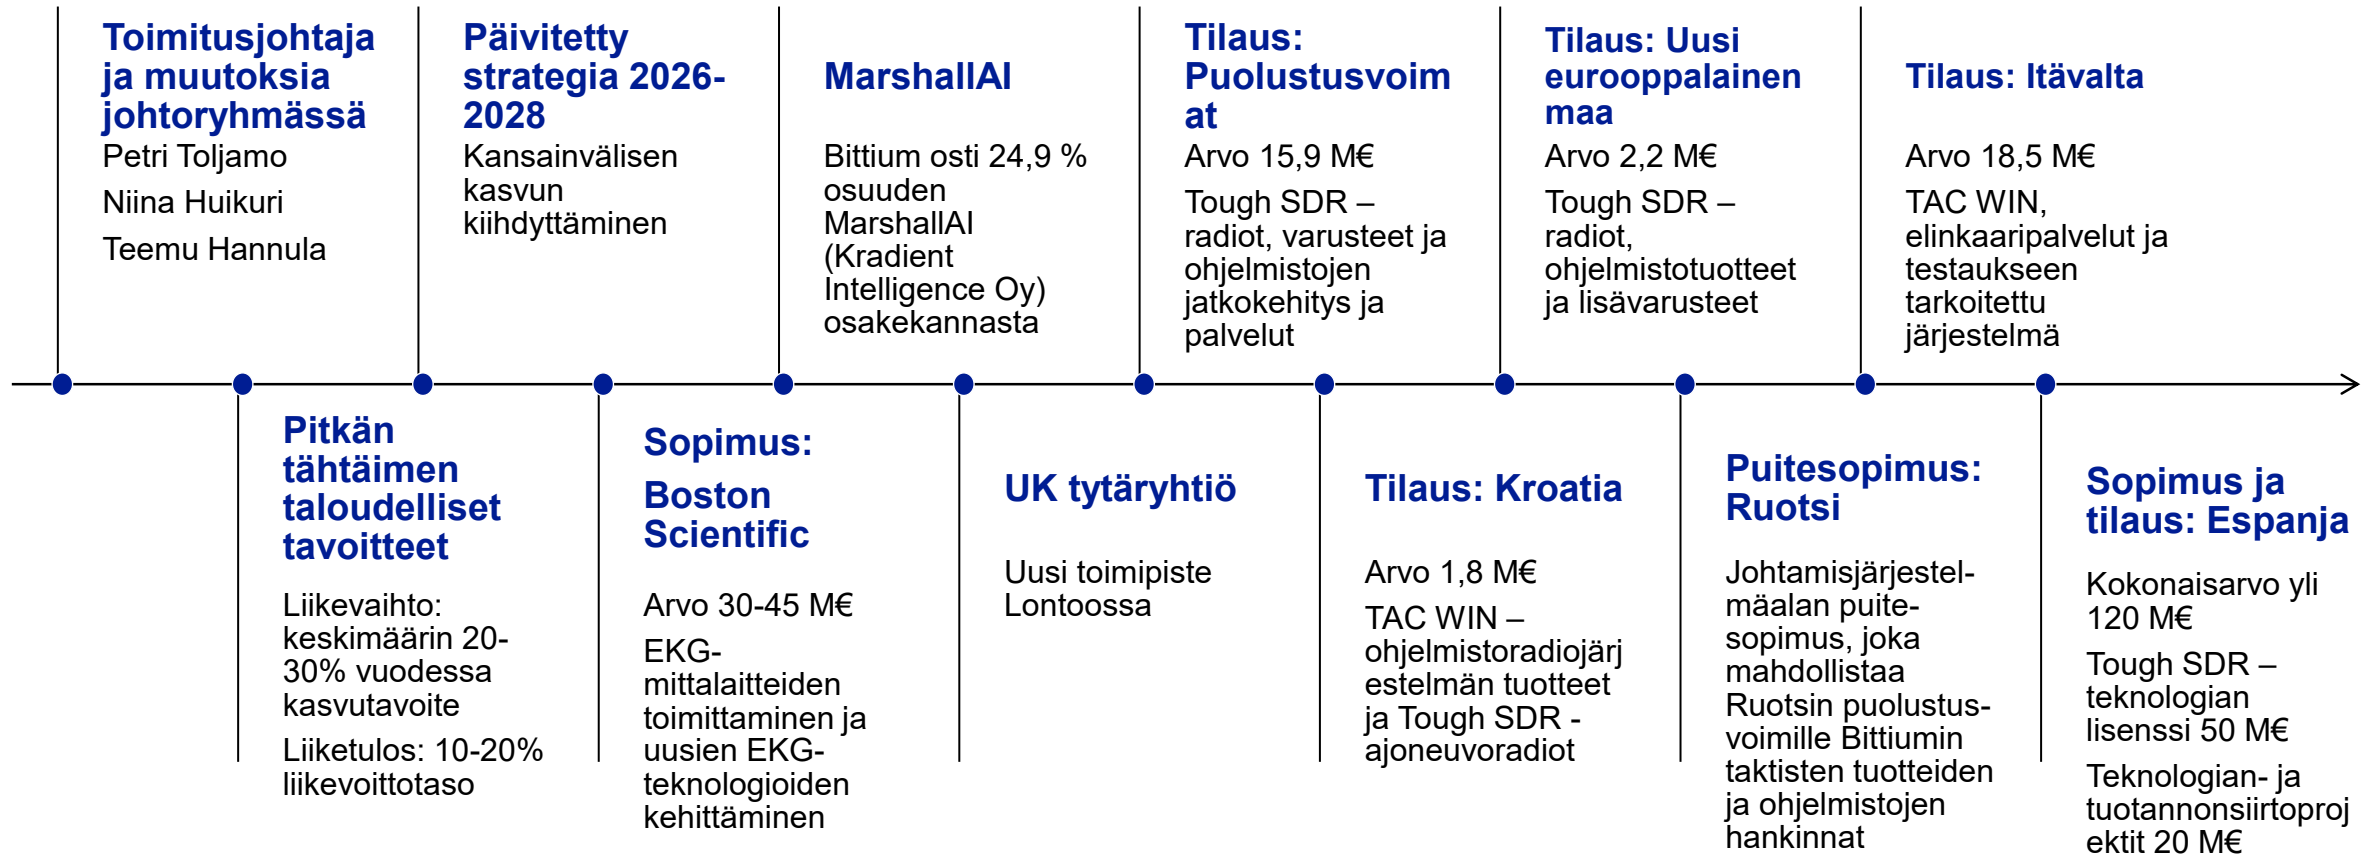 Toimitusjohtaja
ja muutoksia
johtoryhmässä
Petri Toljamo
Niina Huikuri
Teemu Hannula
Pitkän
tähtäimen
taloudelliset
tavoitteet
Liikevaihto:
keskimäärin 20-
30% vuodessa
kasvutavoite
Liiketulos: 10-20%
liikevoittotaso
Päivitetty
strategia 2026-
2028
Kansainvälisen
kasvun
kiihdyttäminen
Sopimus:
Boston
Scientific
Arvo 30-45 M€
EKG-
mittalaitteiden
toimittaminen ja
uusien EKG-
teknologioiden
kehittäminen
MarshallAI
Bittium osti 24,9 %
osuuden
MarshallAI
(Kradient
Intelligence Oy)
osakekannasta
UK tytäryhtiö
Uusi toimipiste
Lontoossa
Tilaus:
Puolustusvoim
at
Arvo 15,9 M€
Tough SDR –
radiot, varusteet ja
ohjelmistojen
jatkokehitys ja
palvelut
Tilaus: Kroatia
Arvo 1,8 M€
TAC WIN –
ohjelmistoradiojärj
estelmän tuotteet
ja Tough SDR -
ajoneuvoradiot
Tilaus: Uusi
eurooppalainen
maa
Arvo 2,2 M€
Tough SDR –
radiot,
ohjelmistotuotteet
ja lisävarusteet
Puitesopimus:
Ruotsi
Johtamisjärjestel-
mäalan puite-
sopimus, joka
mahdollistaa
Ruotsin puolustus-
voimille Bittiumin
taktisten tuotteiden
ja ohjelmistojen
hankinnat
Tilaus: Itävalta
Arvo 18,5 M€
TAC WIN,
elinkaaripalvelut ja
testaukseen
tarkoitettu
järjestelmä
Sopimus ja
tilaus: Espanja
Kokonaisarvo yli
120 M€
Tough SDR –
teknologian
lisenssi 50 M€
Teknologian- ja
tuotannonsiirtoproj
ektit 20 M€